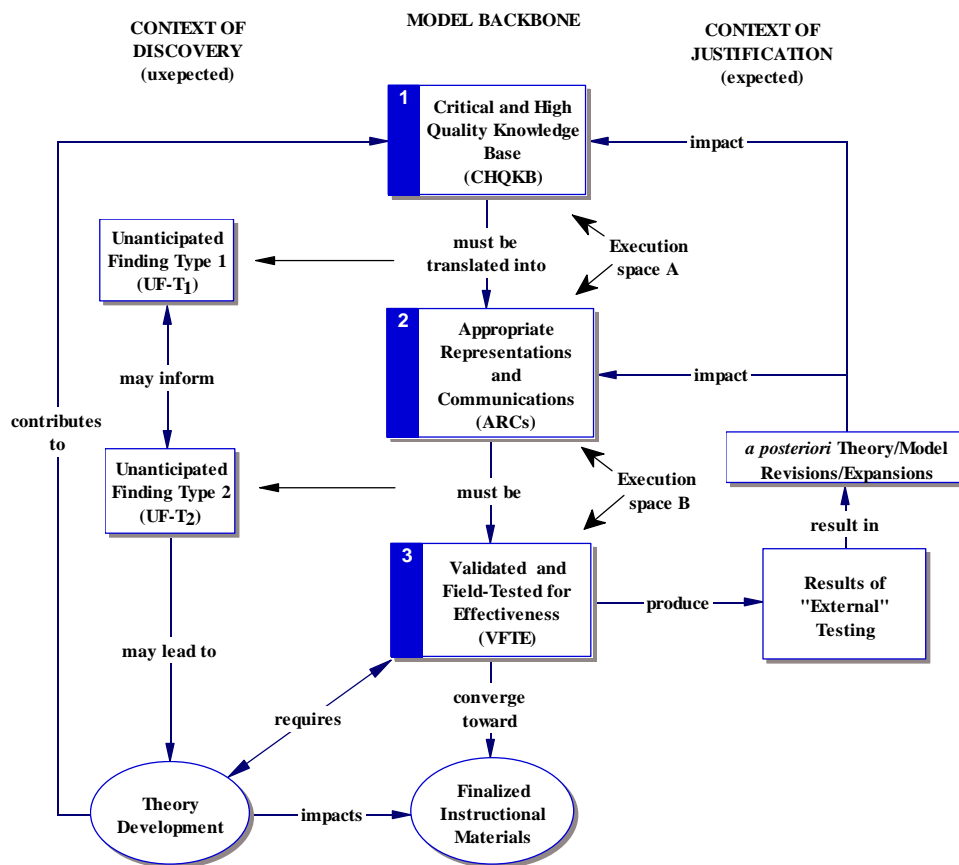 CONTEXT OF
DISCOVERY
(uxepected)
MODEL BACKBONE
CONTEXT OF
JUSTIFICATION
(expected)
1
Critical and High
Quality Knowledge
Base
(CHQKB)
impact
must be
translated into
Execution
space A
Unanticipated
Finding Type 1
(UF-T1)
2
Appropriate
Representations
and
Communications
(ARCs)
impact
may inform
contributes
to
a posteriori Theory/Model
Revisions/Expansions
Unanticipated
Finding Type 2
(UF-T2)
must be
Execution
space B
result in
3
Validated and
Field-Tested for
Effectiveness
(VFTE)
produce
Results of
"External"
Testing
may lead to
requires
converge
toward
Theory
Development
impacts
Finalized
Instructional
Materials